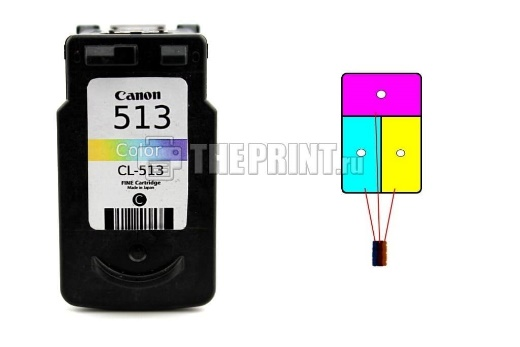 Canon
513
Color
CL-513
FINE Cartridge
Made in Japan
C
THEPRINT.ru